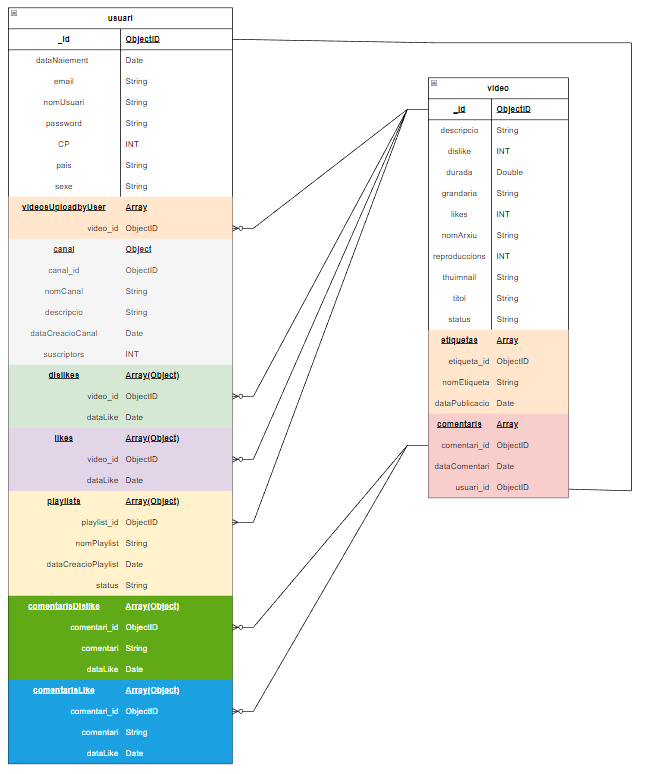 usuari
_id ObjectID
dataNaiement Date
email String
nomUsuari String
password String
CP INT
pais String
sexe String
videosUploadbyUser Array
video_id ObjectID
canal Object
canal_id ObjectID
nomCanal String
descripcio String
dataCreacioCanal Date
suscriptors INT
dislikes Array(Object)
video_id ObjectID
dataLike Date
likes Array(Object)
video_id ObjectID
dataLike Date
playlists Array(Object)
playlist_id ObjectID
nomPlaylist String
dataCreacioPlaylist Date
status String
comentarisDislike Array(Object)
comentari_id ObjectID
comentari String
dataLike Date
comentarisLike Array(Object)
comentari_id ObjectID
comentari String
dataLike Date
video
_id ObjectID
descripcio String
dislike INT
durada Double
grandaria String
likes INT
nomArxiu String
reproduccions INT
thuimnail String
titol String
status String
etiquetas Array
etiqueta_id ObjectID
nomEtiqueta String
dataPublicacio Date
comentaris Array
comentari_id ObjectID
dataComentari Date
usuari_id ObjectID